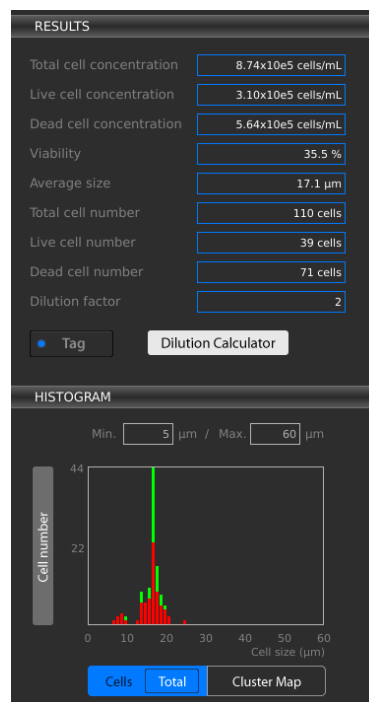 RESULTS
Total cell concentration 8.74x10e5 cells/mL
Live cell concentration 3.10x10e5 cells/mL
Dead cell concentration 5.64x10e5 cells/mL
Viability 35.5 %
Average size 17.1 μm
Total cell number 110 cells
Live cell number 39 cells
Dead cell number 71 cells
Dilution factor 2
Tag Dilution Calculator
HISTOGRAM
Min. 5 μm / Max. 60 μm
Cell number
44
22
0 10 20 30 40 50 60
Cell size (μm)
Cells Total Cluster Map